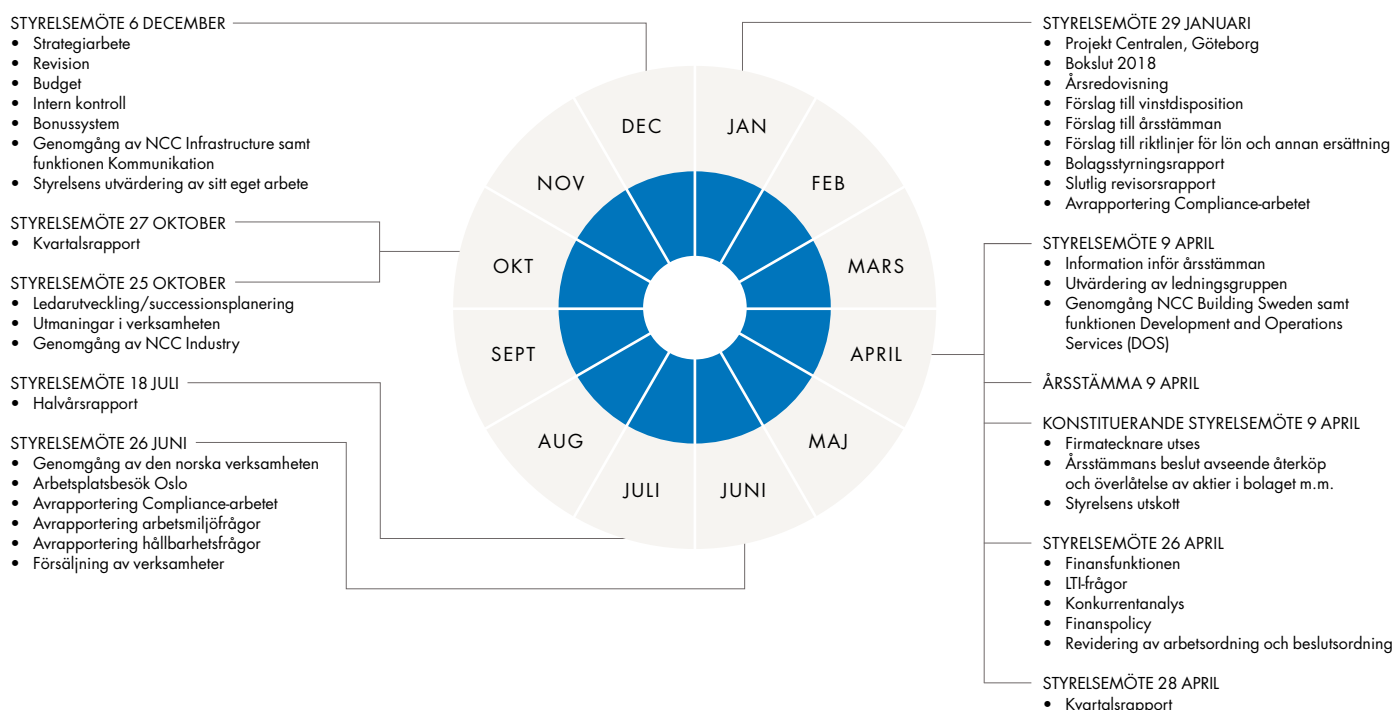 STYRELSEMÖTE 6 DECEMBER
• Strategiarbete
• Revision
• Budget
• Intern kontroll
• Bonussystem
• Genomgång av NCC Infrastructure samt
funktionen Kommunikation
• Styrelsens utvärdering av sitt eget arbete
STYRELSEMÖTE 27 OKTOBER
• Kvartalsrapport
STYRELSEMÖTE 25 OKTOBER
• Ledarutveckling/successionsplanering
• Utmaningar i verksamheten
• Genomgång av NCC Industry
STYRELSEMÖTE 18 JULI
• Halvårsrapport
STYRELSEMÖTE 26 JUNI
• Genomgång av den norska verksamheten
• Arbetsplatsbesök Oslo
• Avrapportering Compliance-arbetet
• Avrapportering arbetsmiljöfrågor
• Avrapportering hållbarhetsfrågor
• Försäljning av verksamheter
JAN
FEB
MARS
APRIL
MAJ
JUNI
JULI
AUG
SEPT
OKT
NOV
DEC
STYRELSEMÖTE 29 JANUARI
• Projekt Centralen, Göteborg
• Bokslut 2018
• Årsredovisning
• Förslag till vinstdisposition
• Förslag till årsstämman
• Förslag till riktlinjer för lön och annan ersättning
• Bolagsstyrningsrapport
• Slutlig revisorsrapport
• Avrapportering Compliance-arbetet
STYRELSEMÖTE 9 APRIL
• Information inför årsstämman
• Utvärdering av ledningsgruppen
• Genomgång NCC Building Sweden samt
funktionen Development and Operations
Services (DOS)
ÅRSSTÄMMA 9 APRIL
KONSTITUERANDE STYRELSEMÖTE 9 APRIL
• Firmatecknare utses
• Årsstämmans beslut avseende återköp
och överlåtelse av aktier i bolaget m.m.
• Styrelsens utskott
STYRELSEMÖTE 26 APRIL
• Finansfunktionen
• LTI-frågor
• Konkurrentanalys
• Finanspolicy
• Revidering av arbetsordning och beslutsordning
STYRELSEMÖTE 28 APRIL
• Kvartalsrapport